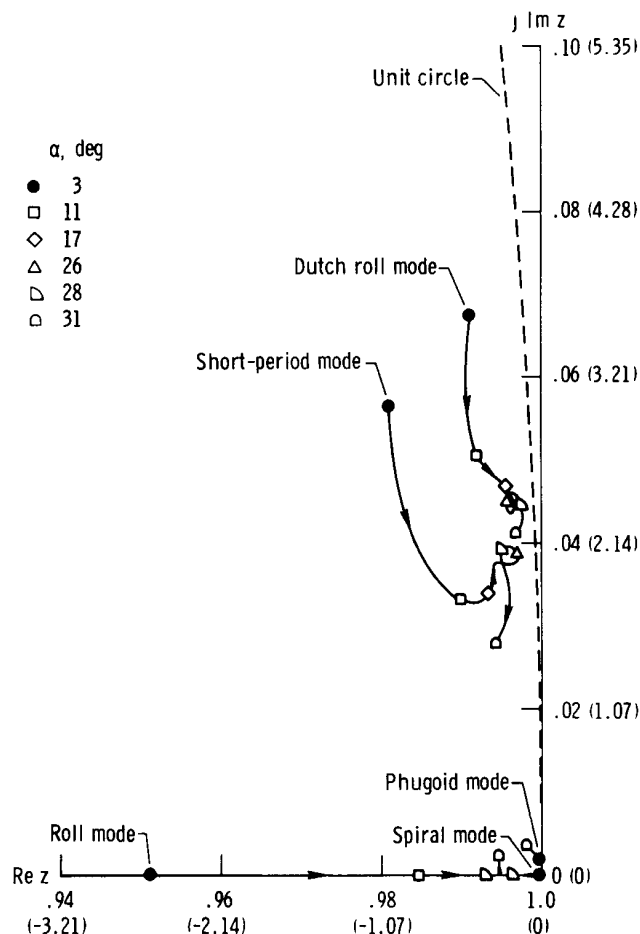 j Im z
.10 (5.35)
Unit circle
α, deg
3
11
17
26
28
31
.08 (4.28)
Dutch roll mode
.06 (3.21)
Short-period mode
.04 (2.14)
.02 (1.07)
Phugoid mode
Roll mode
Spiral mode
Re z
0 (0)
.94
.96
.98
1.0
(-3.21)
(-2.14)
(-1.07)
(0)